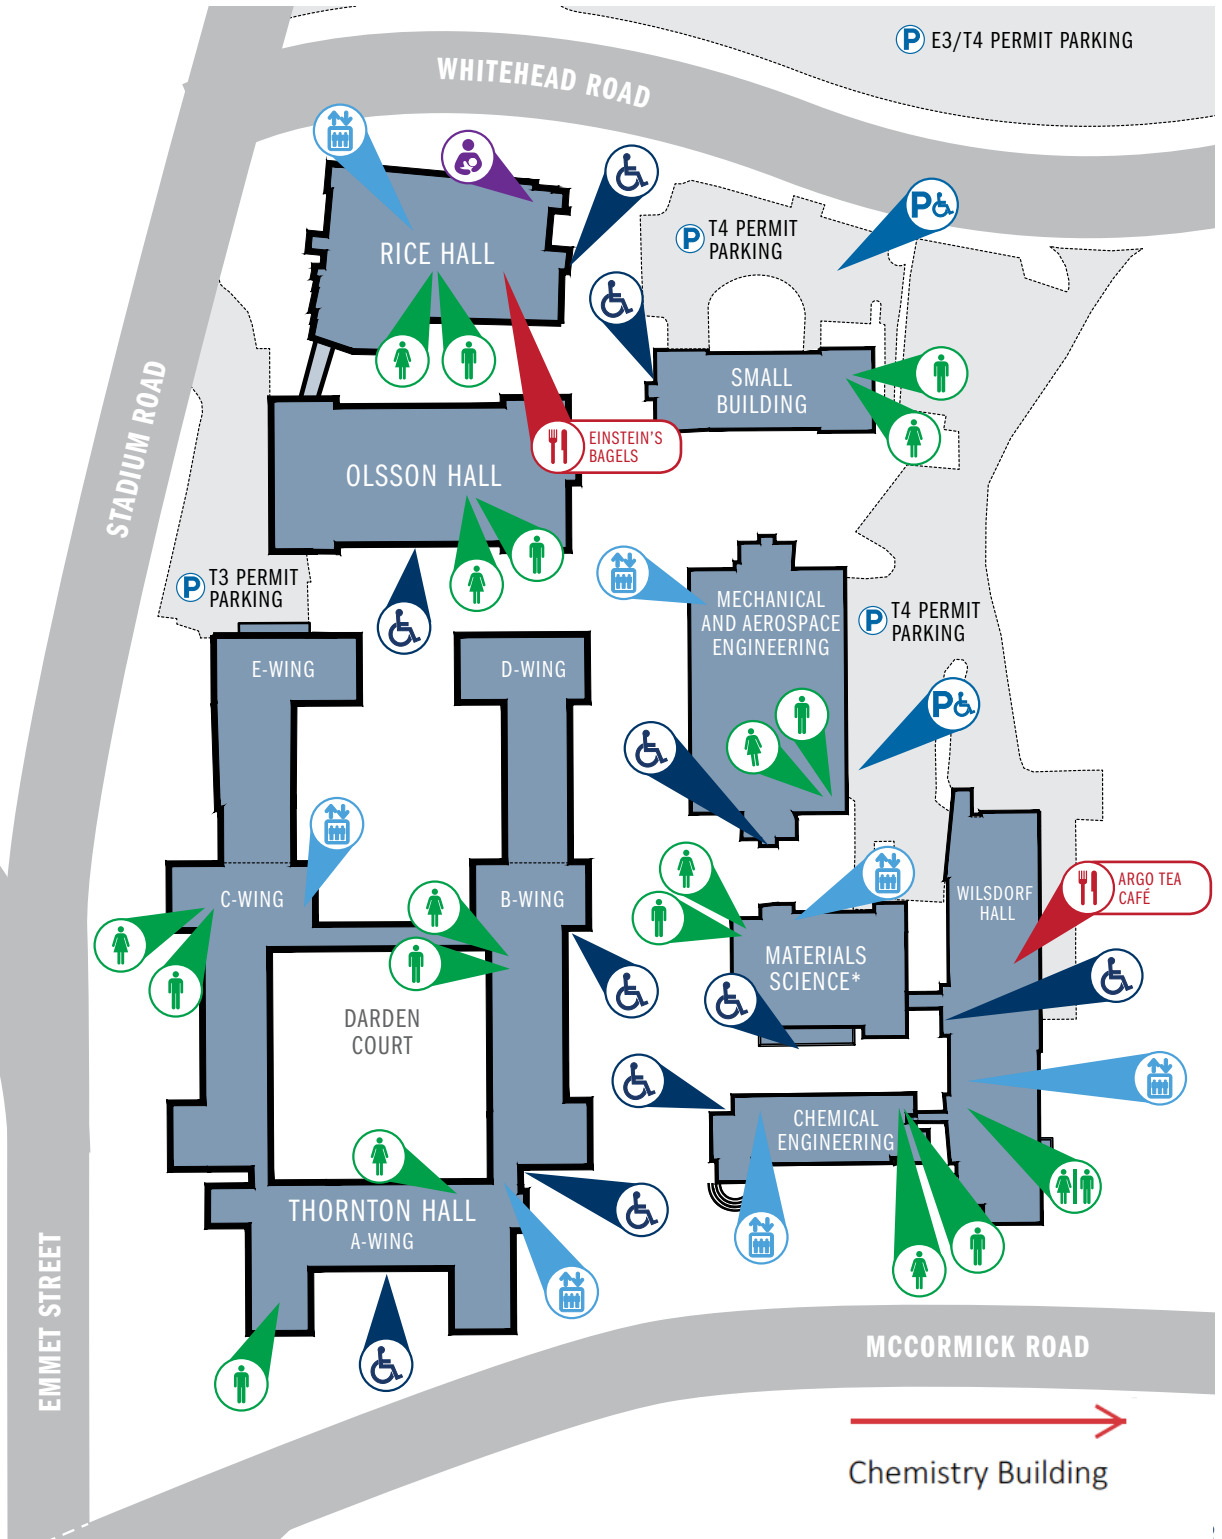 P E3/T4 PERMIT PARKING
WHITEHEAD ROAD
P
P T4 PERMIT
PARKING
RICE HALL
STADIUM ROAD
SMALL
BUILDING
EINSTEIN'S
BAGELS
OLSSON HALL
P T3 PERMIT
PARKING
MECHANICAL
AND AEROSPACE
ENGINEERING
P T4 PERMIT
PARKING
E-WING
D-WING
P
C-WING
B-WING
WILSDORF
HALL
ARGO TEA
CAFÉ
MATERIALS
SCIENCE*
DARDEN
COURT
CHEMICAL
ENGINEERING
THORNTON HALL
A-WING
EMMET STREET
MCCORMICK ROAD
Chemistry Building